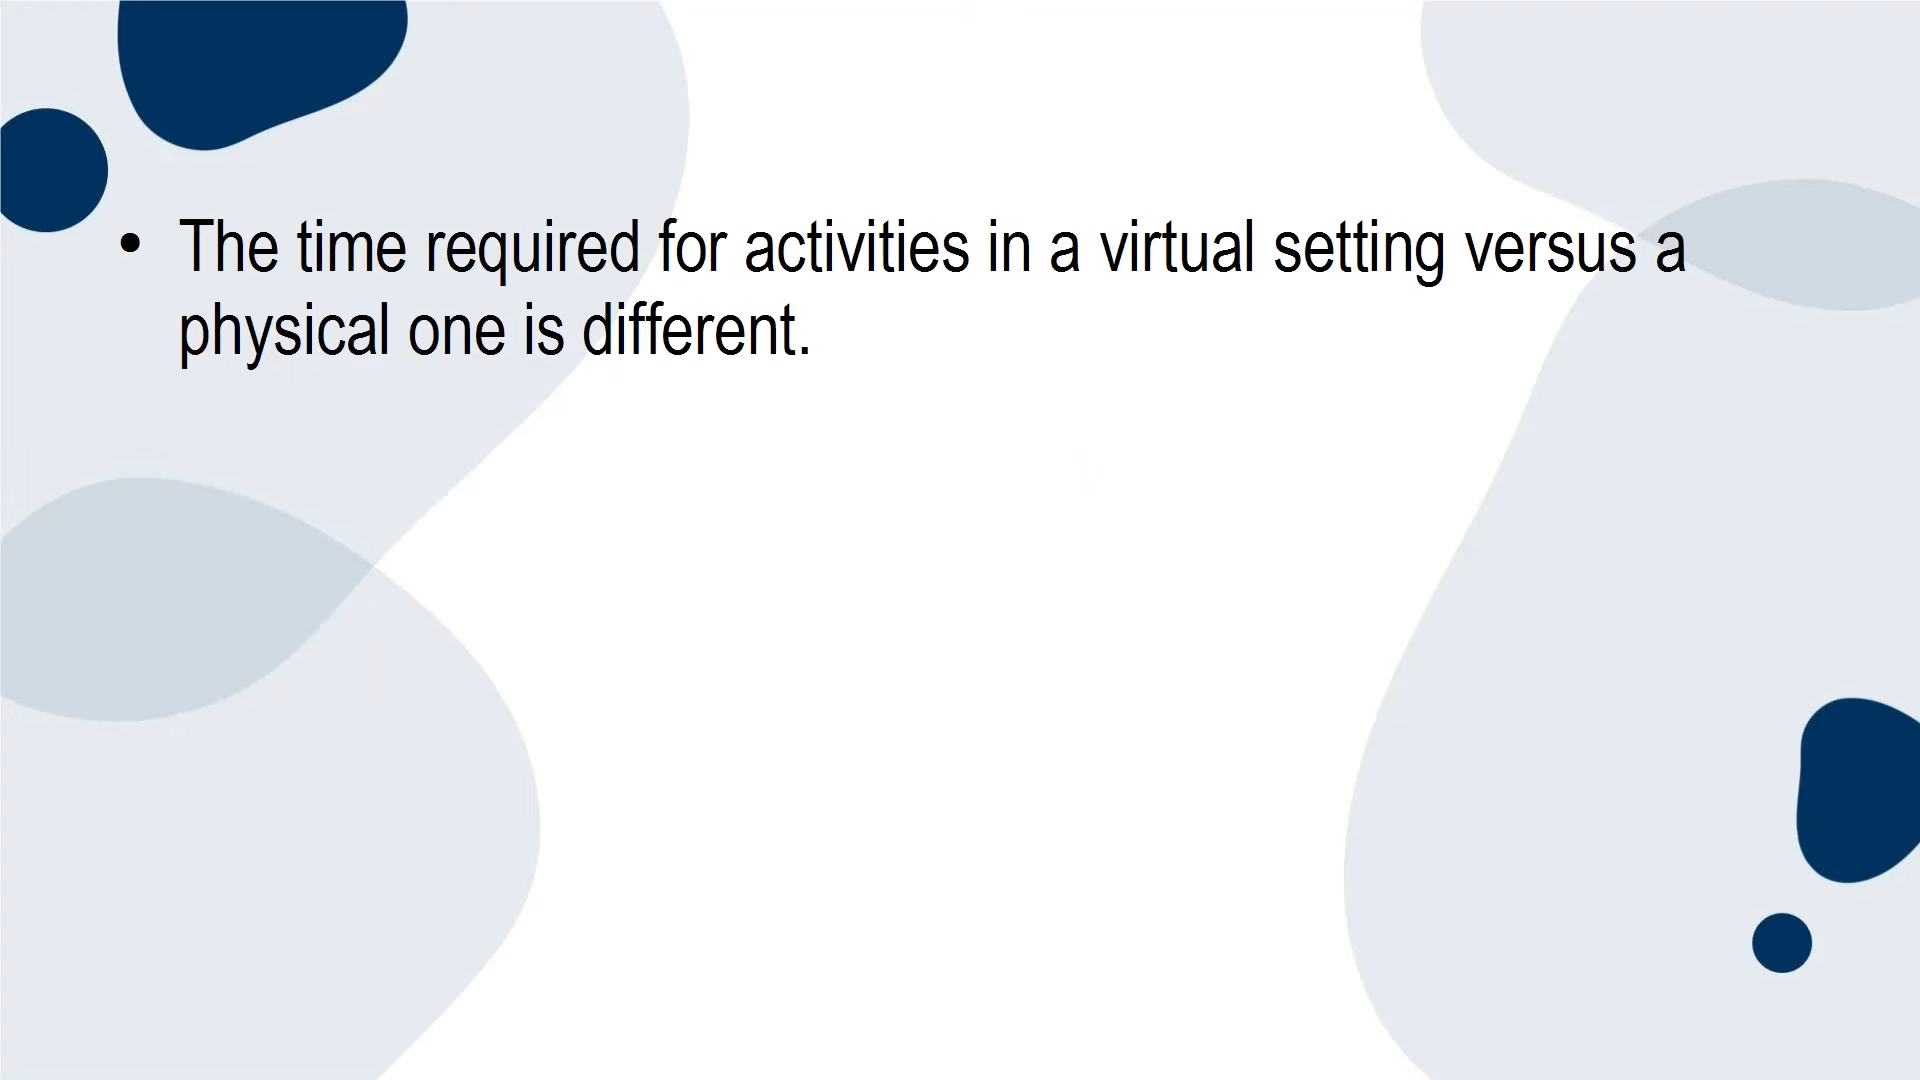 • The time required for activities in a virtual setting versus a
physical one is different.